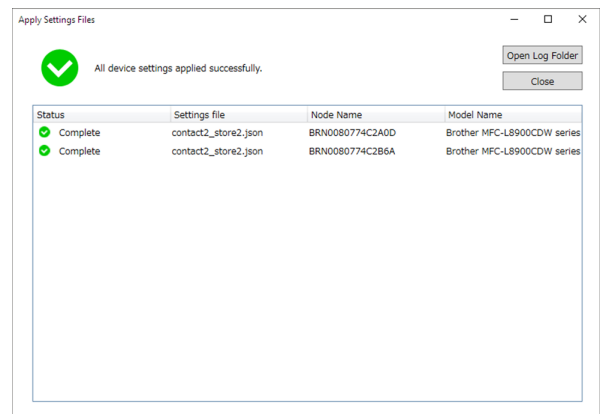 Apply Settings Files
All device settings applied successfully.
Open Log Folder
Close
Status Settings file Node Name Model Name
Complete contact2_store2.json BRN0080774C2A0D Brother MFC-L8900CDW series
Complete contact2_store2.json BRN0080774C2B6A Brother MFC-L8900CDW series